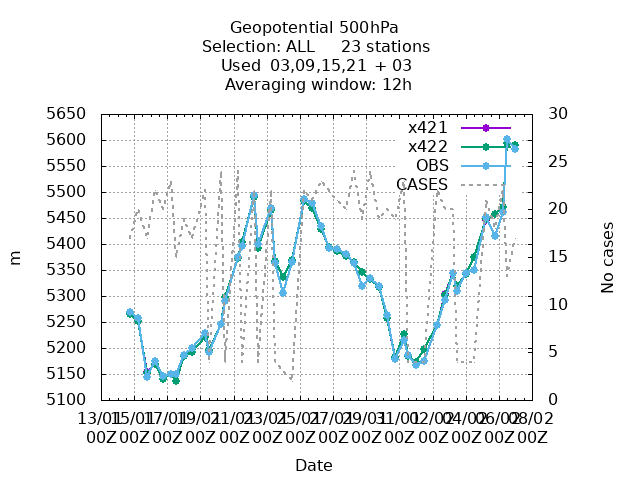 Geopotential 500hPa
Selection: ALL 23 stations
Used 03,09,15,21 + 03
Averaging window: 12h
5650
5600
5550
5500
5450
5400
5350
5300
5250
5200
5150
5100
m
30
25
20
15
10
5
0
No cases
x421
x422
OBS
CASES
13/01 15/01 17/01 19/01 21/01 23/01 25/01 27/01 29/01 31/01 02/02 04/02 06/02 08/02
00Z 00Z 00Z 00Z 00Z 00Z 00Z 00Z 00Z 00Z 00Z 00Z 00Z 00Z
Date